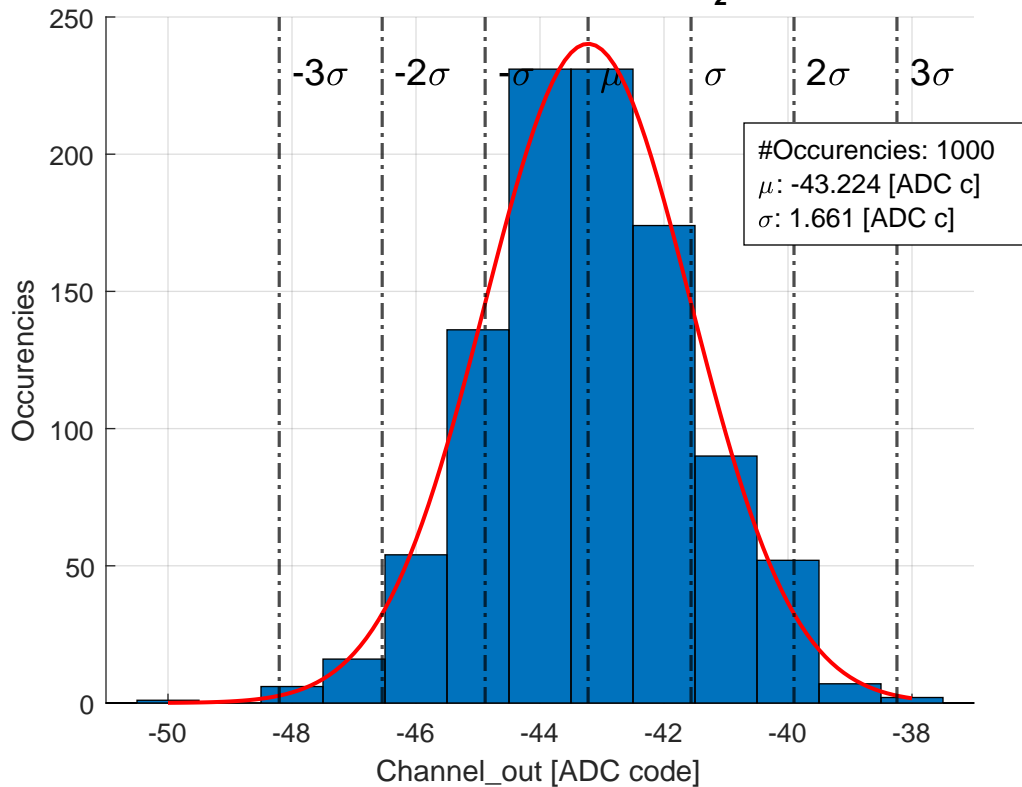 2
250
-3σ -2σ -σ μ σ 2σ 3σ
200
#Occurencies: 1000
μ: -43.224 [ADC c]
σ: 1.661 [ADC c]
150
Occurencies
100
50
0
-50 -48 -46 -44 -42 -40 -38
Channel_out [ADC code]